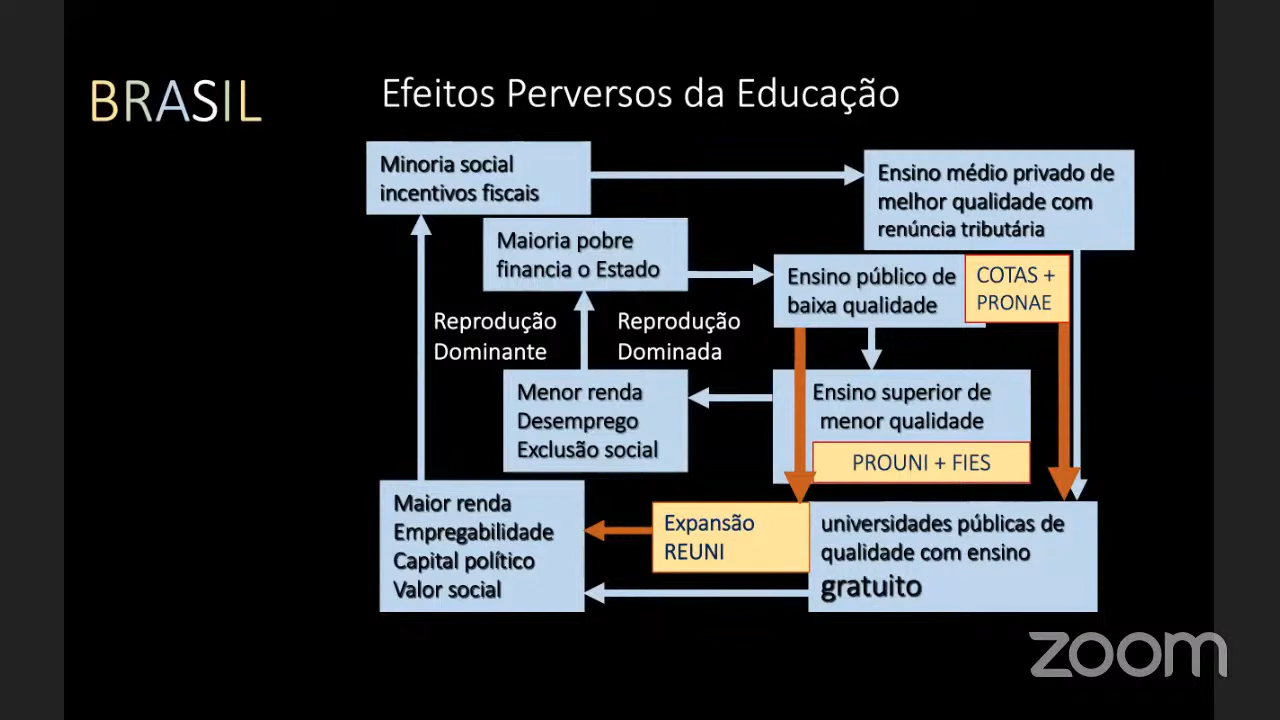 BRASIL
Efeitos Perversos da Educação
Minoria social
incentivos fiscais
Ensino médio privado de
melhor qualidade com
renúncia tributária
Maioria pobre
financia o Estado
Ensino público de
baixa qualidade
COTAS +
PRONAE
Reprodução
Dominante
Reprodução
Dominada
Menor renda
Desemprego
Exclusão social
Ensino superior de
menor qualidade
PROUNI + FIES
Maior renda
Empregabilidade
Capital político
Valor social
Expansão
REUNI
universidades públicas de
qualidade com ensino
gratuito
zoom